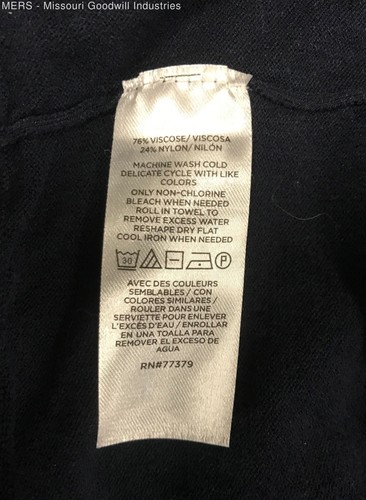 MERS - Missouri Goodwill Industries
76% VISCOSE/ VISCOSA
24% NYLON/ NILÓN
MACHINE WASH COLD
DELICATE CYCLE WITH LIKE
COLORS
ONLY NON-CHLORINE
BLEACH WHEN NEEDED
ROLL IN TOWEL TO
REMOVE EXCESS WATER
RESHAPE DRY FLAT
COOL IRON WHEN NEEDED
30 P
AVEC DES COULEURS
SEMBLABLES / CON
COLORES SIMILARES /
ROULER DANS UNE
SERVIETTE POUR ENLEVER
L'EXCÈS D'EAU / ENROLLAR
EN UNA TOALLA PARA
REMOVER EL EXCESO DE
AGUA
RN#77379